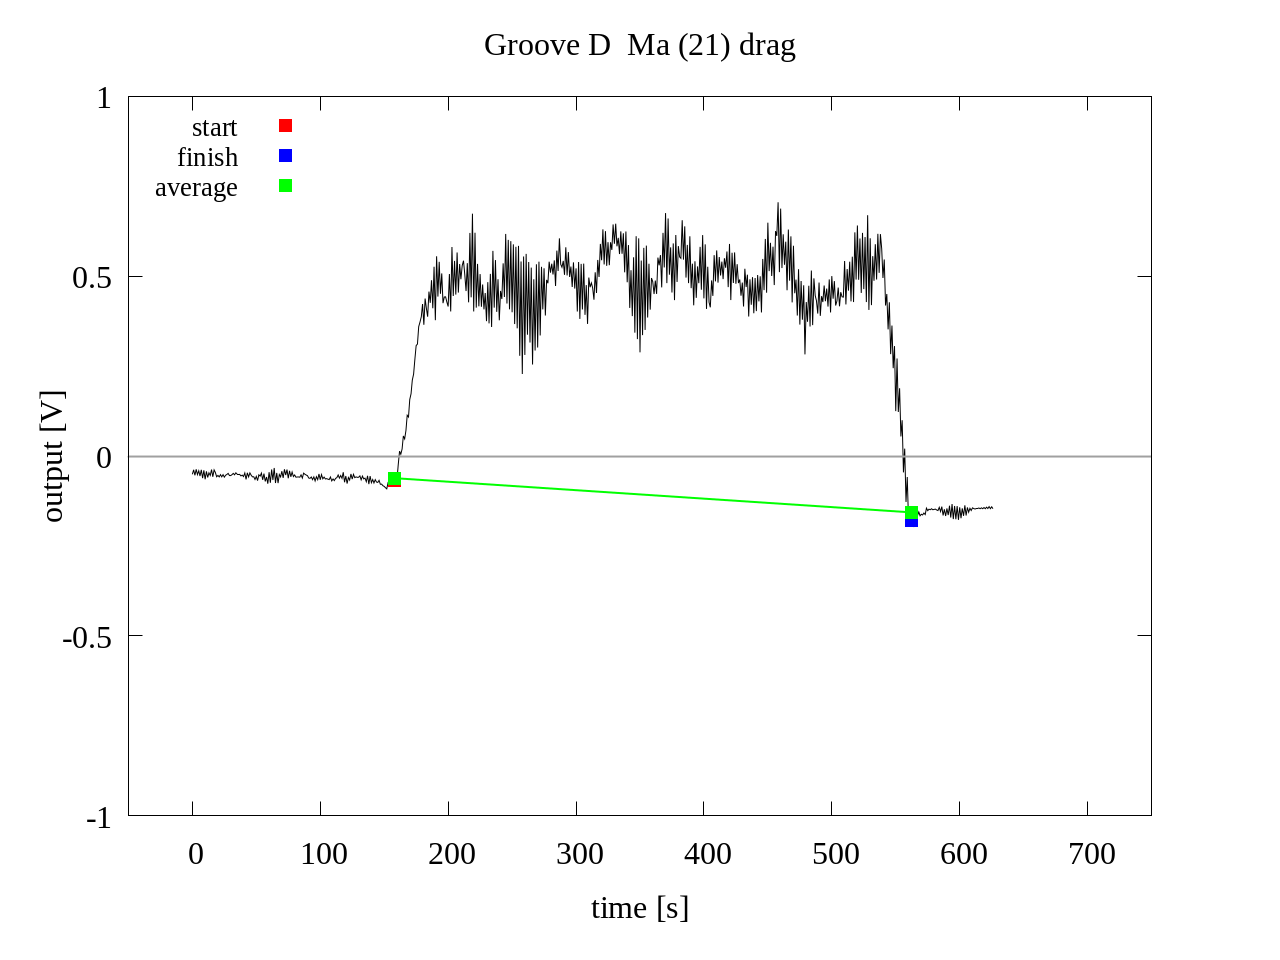 Groove D  Ma (21) drag
1
start
finish
average
0.5
0
-0.5
-1
output [V]
0 100 200 300 400 500 600 700
time [s]